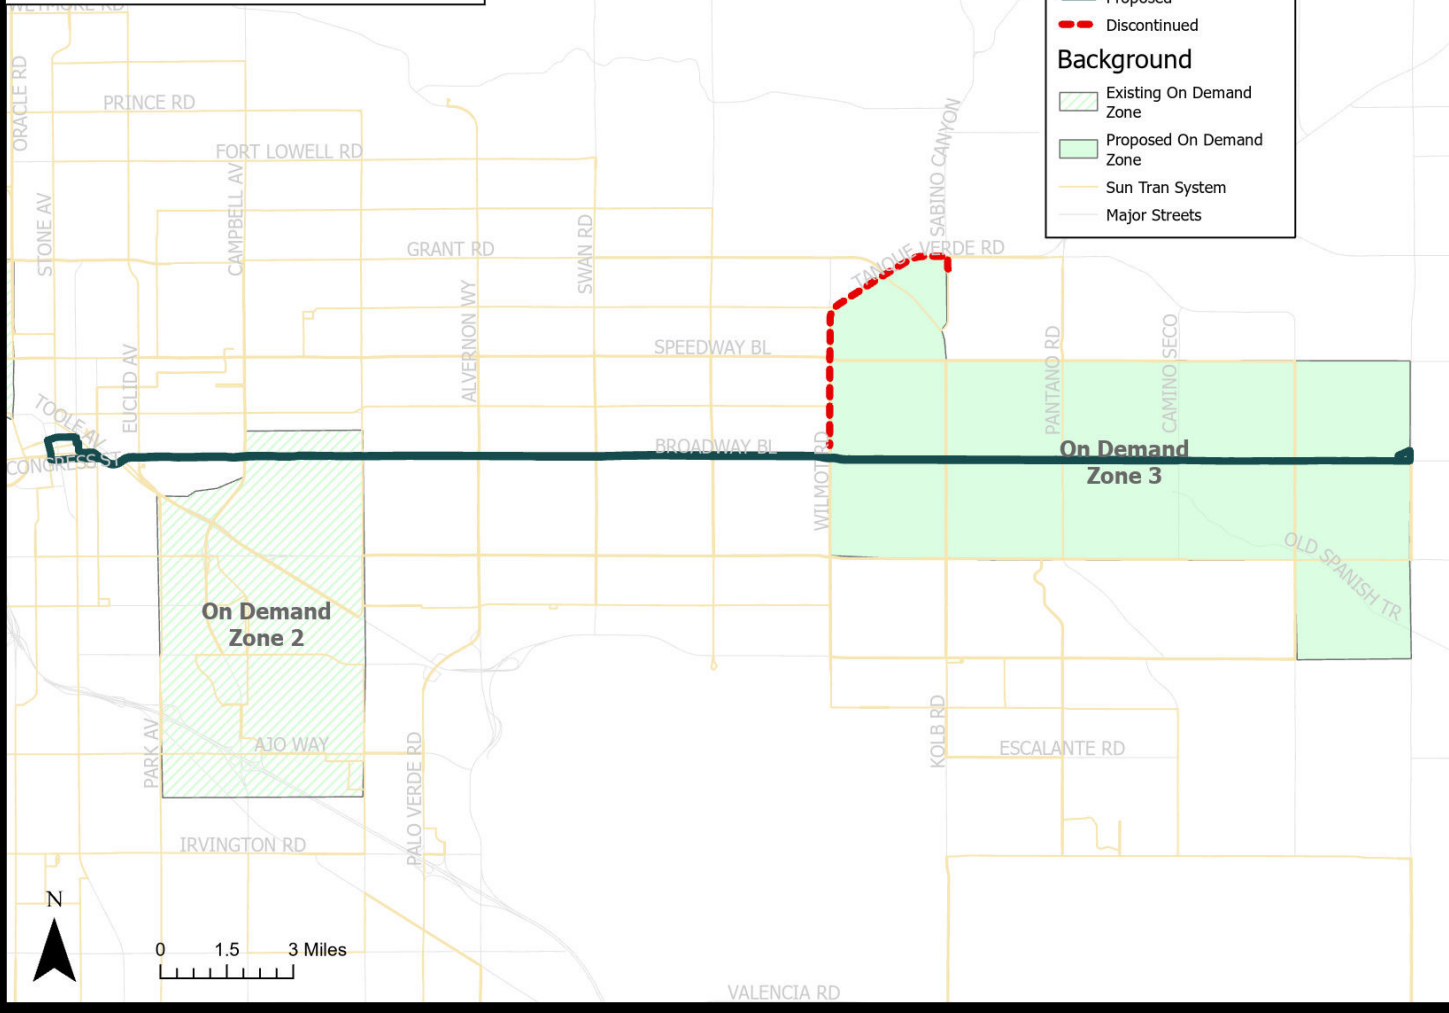 WETMORE RD
Proposed
Discontinued
Background
Existing On Demand
Zone
Proposed On Demand
Zone
Sun Tran System
Major Streets
ORACLE RD
PRINCE RD
FORT LOWELL RD
SABINO CANYON
STONE AV
CAMPBELL AV
SWAN RD
GRANT RD
TANQUE VERDE RD
ALVERNON WY
SPEEDWAY BL
EUCLID AV
PANTANO RD
CAMINO SECO
TOOLE AV
CONGRESS ST
BROADWAY BL
WILMOT RD
On Demand
Zone 3
OLD SPANISH TR
On Demand
Zone 2
PARK AV
AJO WAY
PALO VERDE RD
KOLB RD
ESCALANTE RD
IRVINGTON RD
N
0 1.5 3 Miles
VALENCIA RD